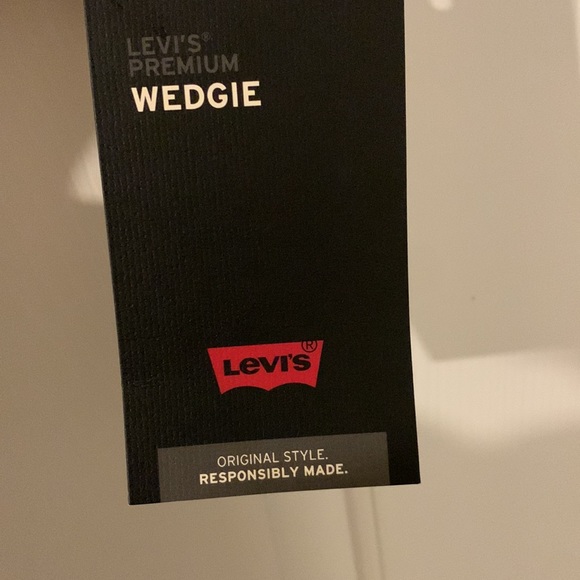 LEVI'S®
PREMIUM
WEDGIE
LEVI'S®
ORIGINAL STYLE.
RESPONSIBLY MADE.